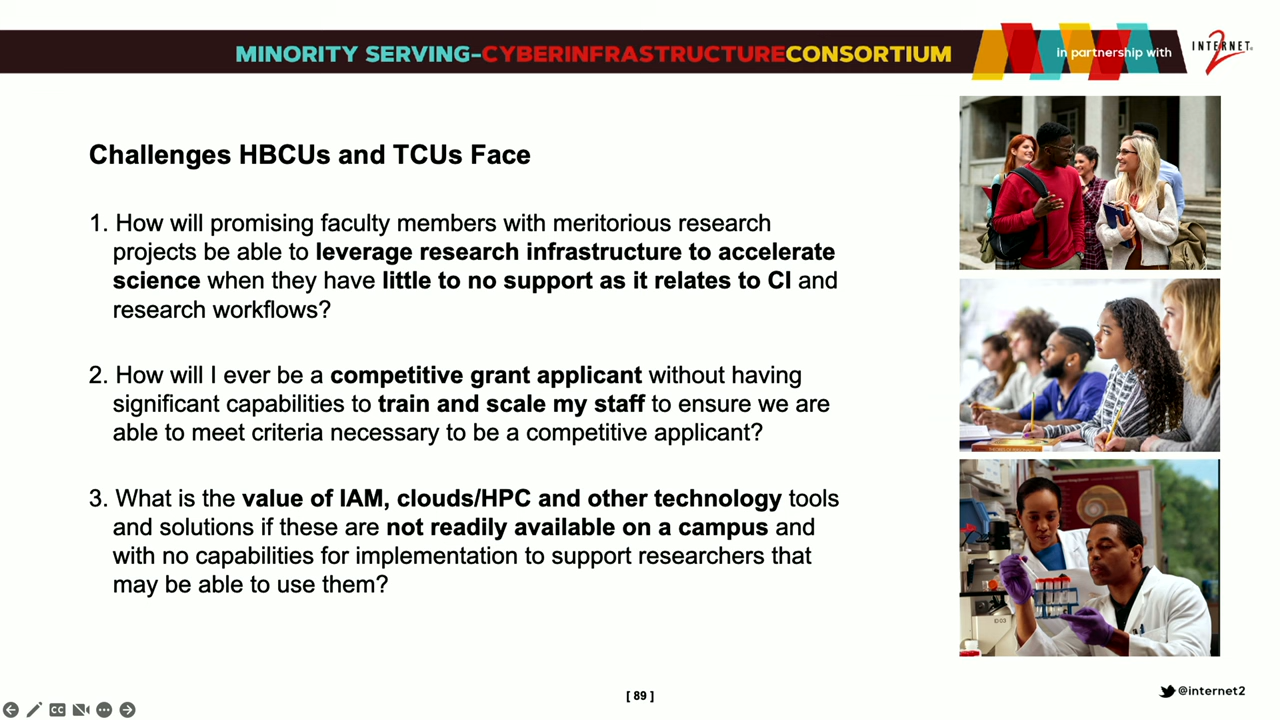 MINORITY SERVING-CYBERINFRASTRUCTURECONSORTIUM
in partnership with
INTERNET
2
Challenges HBCUs and TCUs Face
1. How will promising faculty members with meritorious research
projects be able to leverage research infrastructure to accelerate
science when they have little to no support as it relates to CI and
research workflows?
2. How will I ever be a competitive grant applicant without having
significant capabilities to train and scale my staff to ensure we are
able to meet criteria necessary to be a competitive applicant?
3. What is the value of IAM, clouds/HPC and other technology tools
and solutions if these are not readily available on a campus and
with no capabilities for implementation to support researchers that
may be able to use them?
CC
[ 89 ]
@internet2